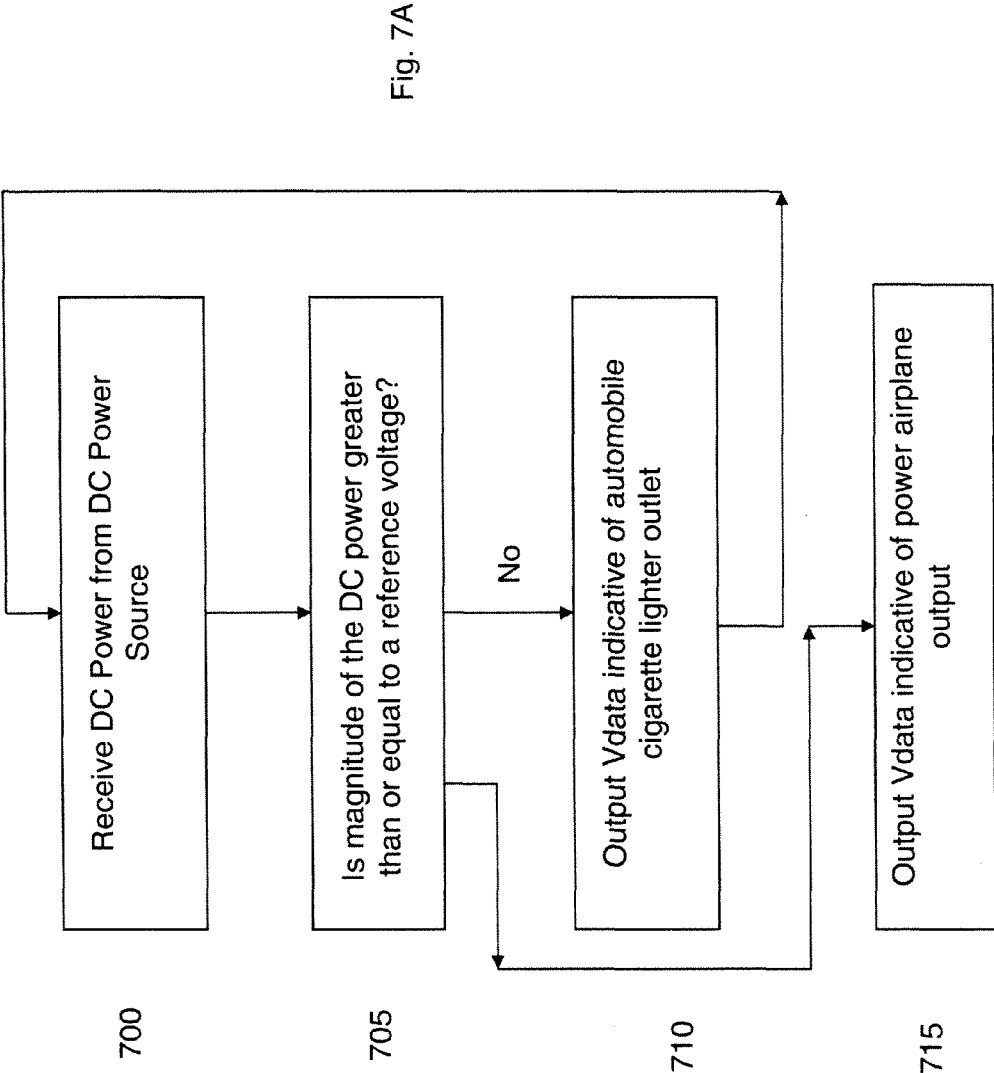 700
Receive DC Power from DC Power
Source
705
Is magnitude of the DC power greater
than or equal to a reference voltage?
No
710
Output Vdata indicative of automobile
cigarette lighter outlet
715
Output Vdata indicative of power airplane
output
Fig. 7A